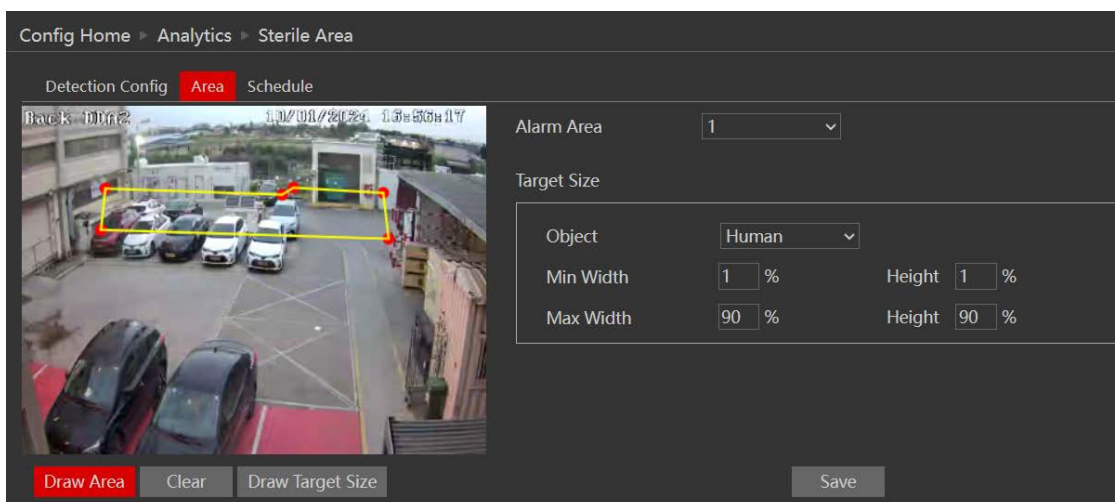 Config Home ▸ Analytics ▸ Sterile Area
Detection Config Area Schedule
10/01/2024
Alarm Area 1
Target Size
Object Human
Min Width 1 % Height 1 %
Max Width 90 % Height 90 %
Draw Area Clear Draw Target Size Save